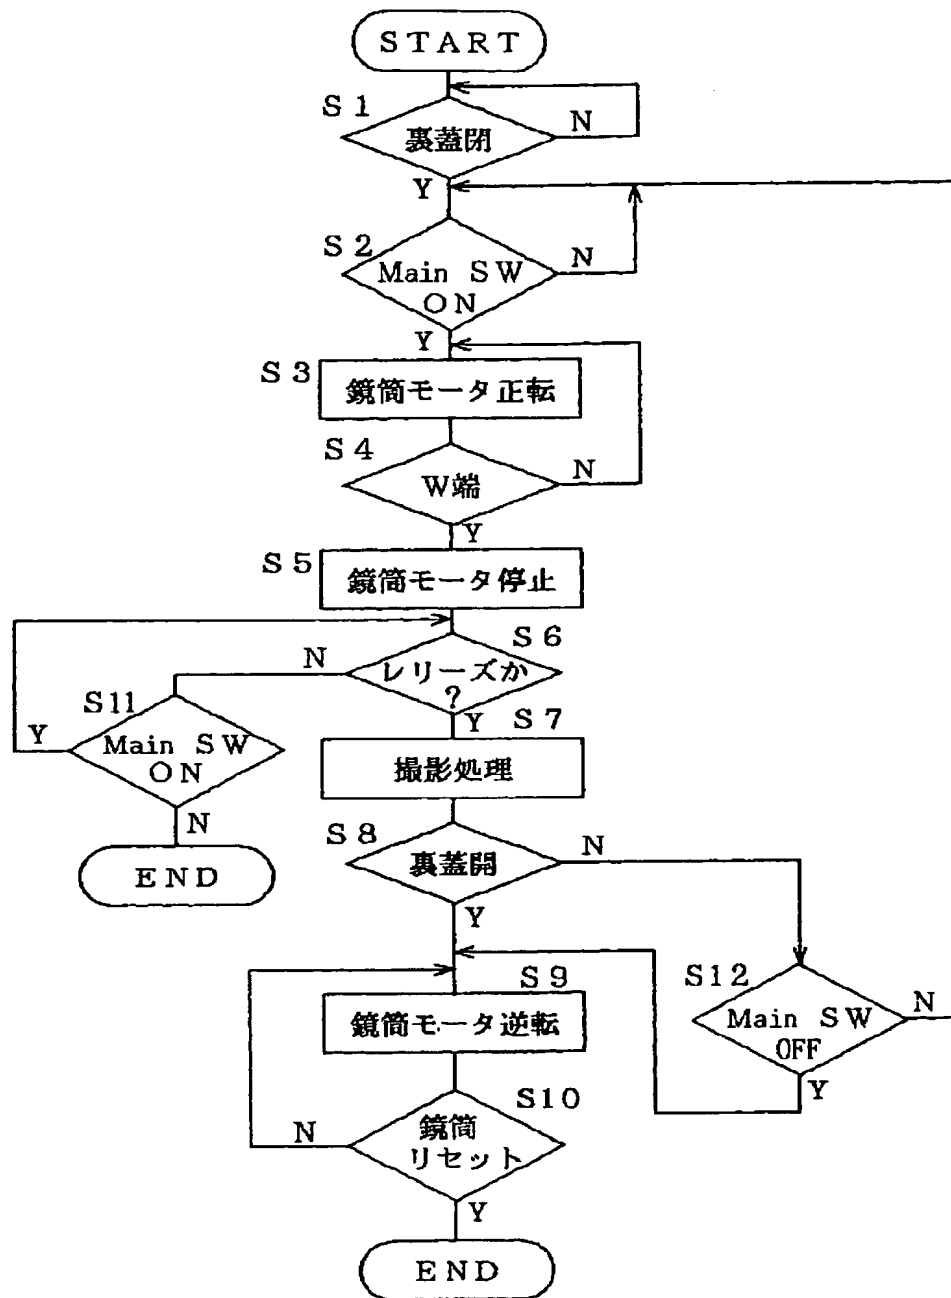 START
S1
裏蓋閉
N
Y
S2
Main SW
ON
N
Y
S3
鏡筒モータ正転
S4
W端
N
Y
S5
鏡筒モータ停止
S6
レリーズか
?
N
Y
S11
Main SW
ON
Y
N
END
S7
撮影処理
S8
裏蓋開
N
Y
S12
Main SW
OFF
N
Y
S9
鏡筒モータ逆転
S10
鏡筒
リセット
N
Y
END